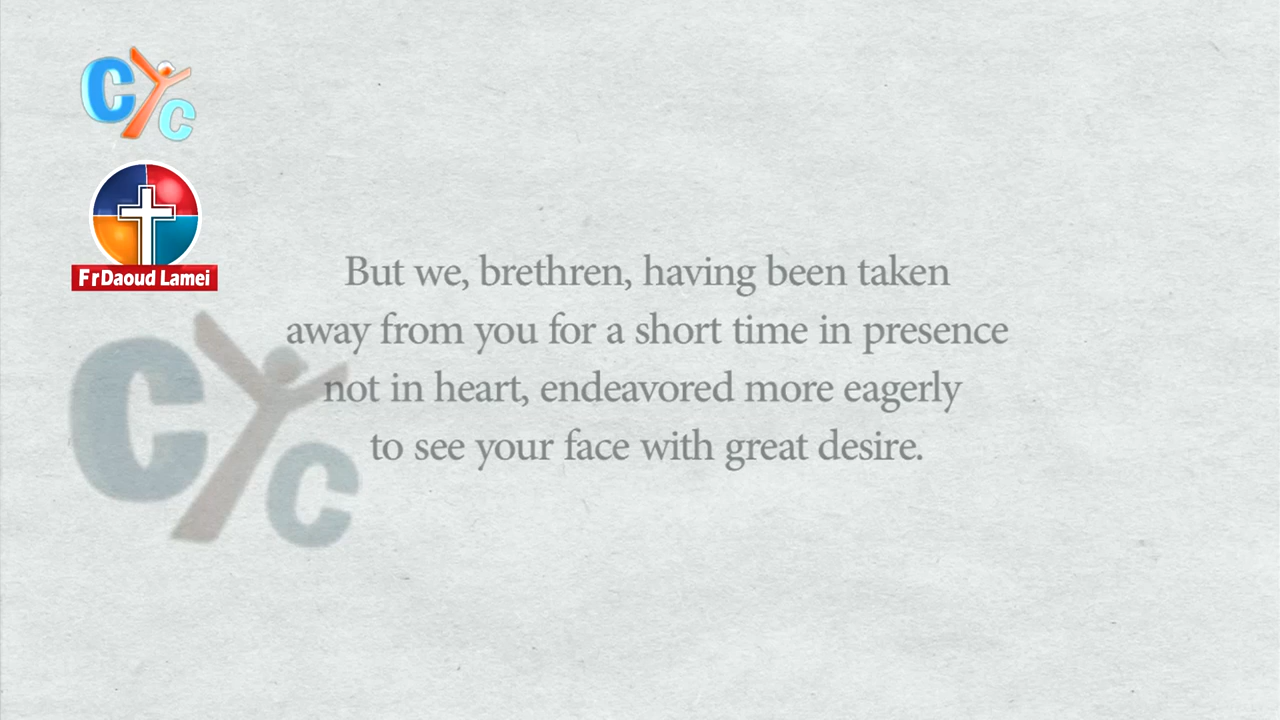 CYC
FrDaoud Lamei
But we, brethren, having been taken
away from you for a short time in presence
not in heart, endeavored more eagerly
to see your face with great desire.
CYC